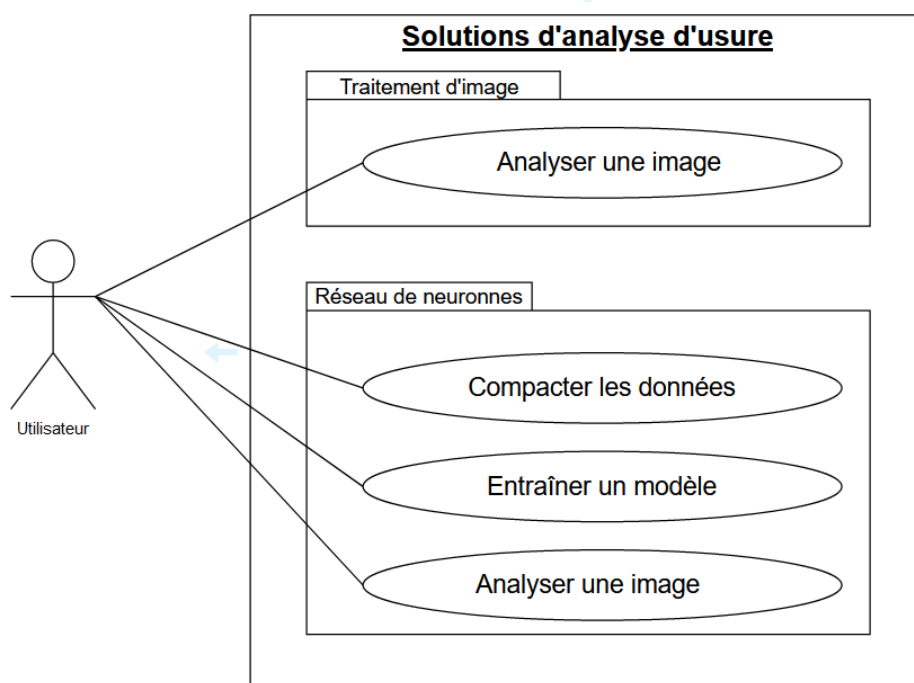 Solutions d'analyse d'usure
Traitement d'image
Analyser une image
Réseau de neuronnes
Compacter les données
Entraîner un modèle
Analyser une image
Utilisateur